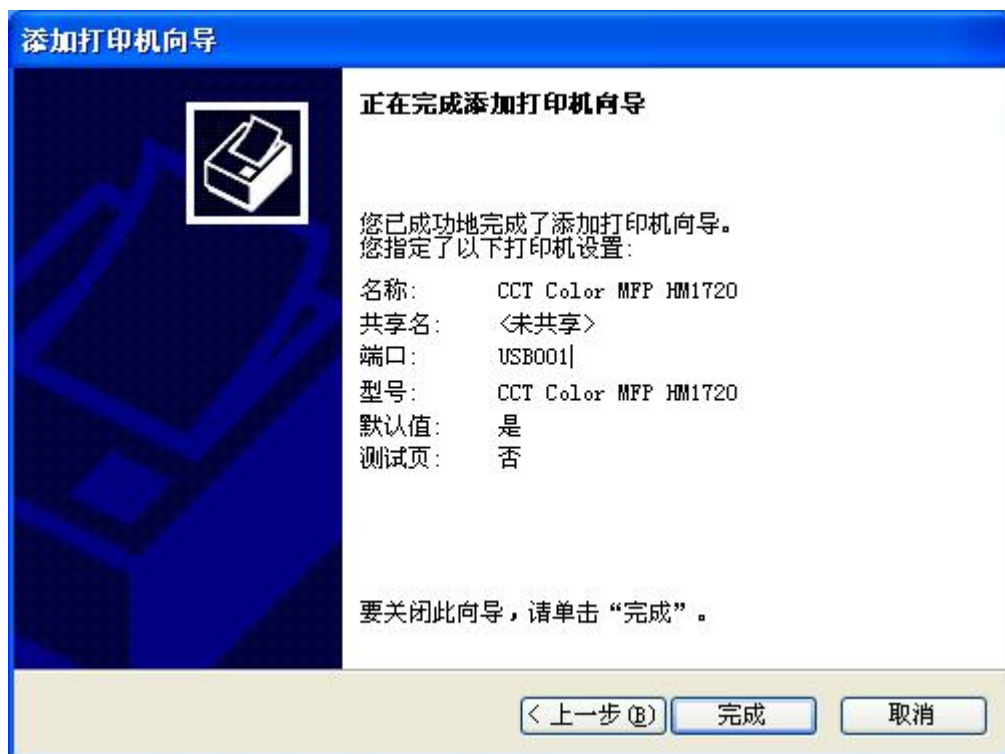 添加打印机向导
正在完成添加打印机向导
您已成功地完成了添加打印机向导。
您指定了以下打印机设置:
名称: CCT Color MFP HM1720
共享名: <未共享>
端口: USB001
型号: CCT Color MFP HM1720
默认值: 是
测试页: 否
要关闭此向导，请单击“完成”。
< 上一步(B) 完成 取消